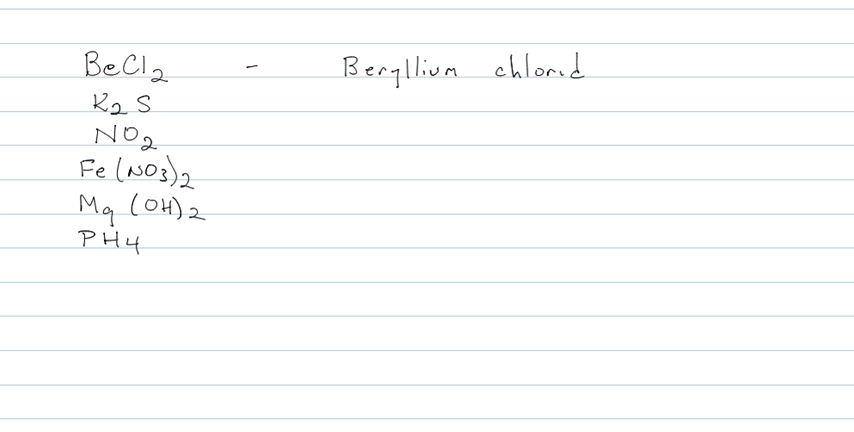 BeCl2 - Beryllium chlorid
K2S
NO2
Fe(NO3)2
Mg(OH)2
PH4